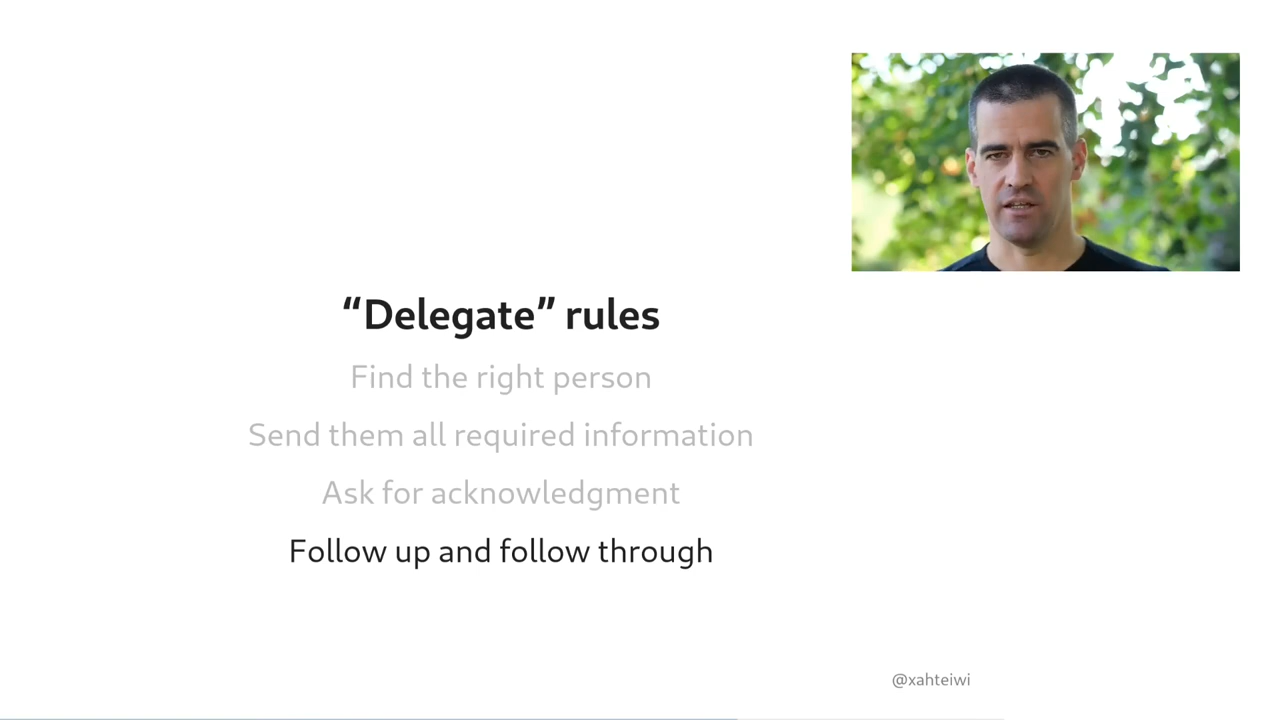 “Delegate” rules
Find the right person
Send them all required information
Ask for acknowledgment
Follow up and follow through
@xahteiwi